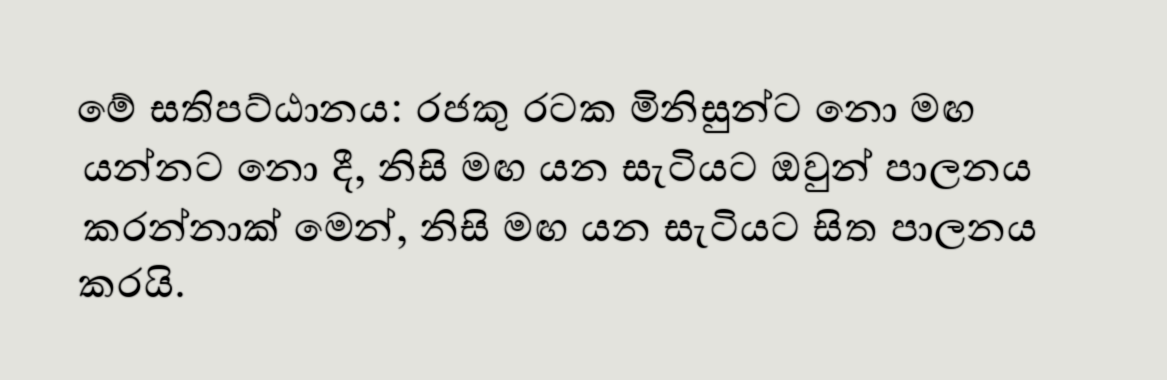 මේ සතිපට්ඨානය: රජකු රටක මිනිසුන්ට නො මඟ
යන්නට නො දී, නිසි මඟ යන සැටියට ඔවුන් පාලනය
කරන්නාක් මෙන්, නිසි මඟ යන සැටියට සිත පාලනය
කරයි.